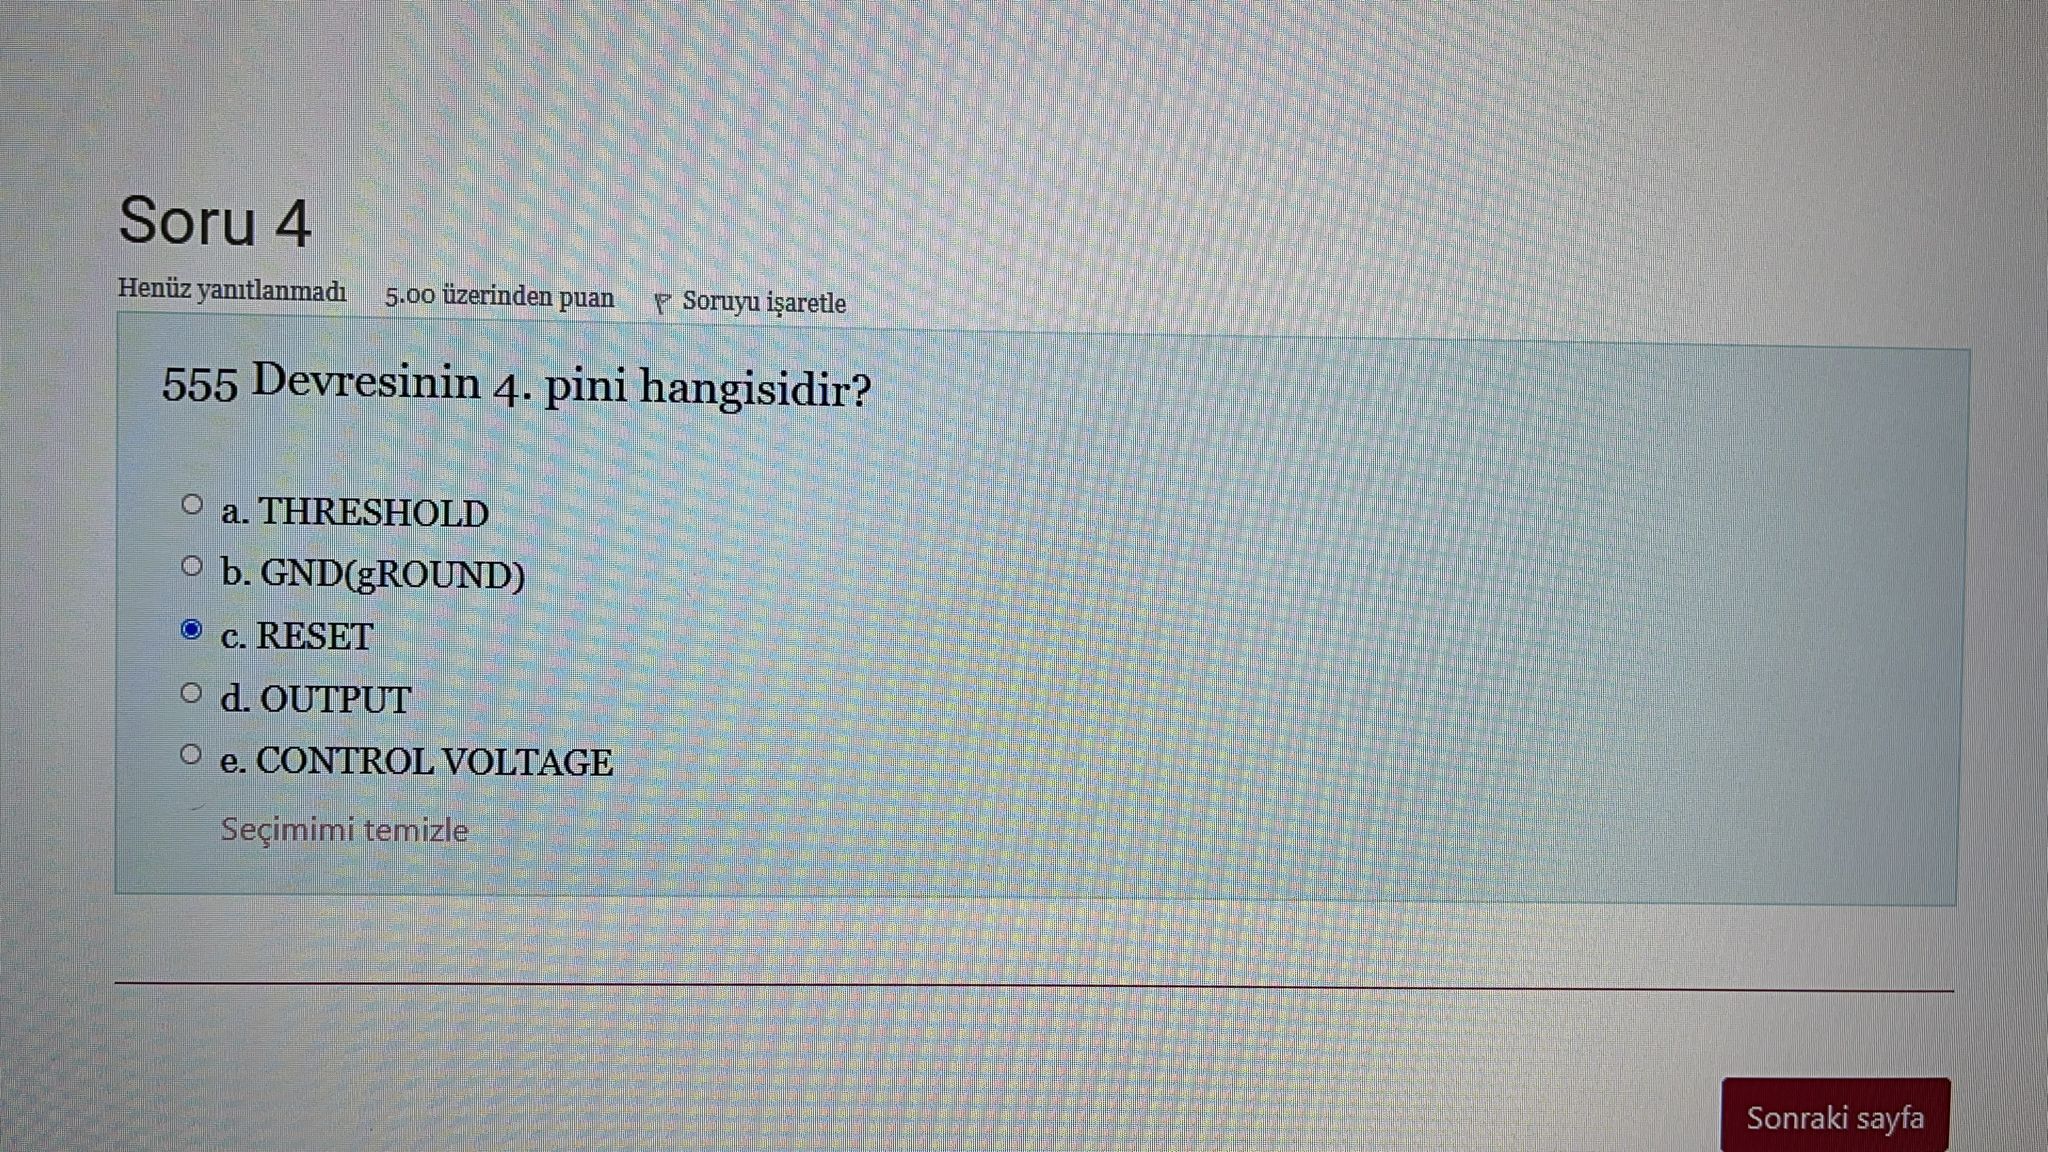 Soru 4
Henüz yanıtlanmadı 5.00 üzerinden puan Soruyu işaretle
555 Devresinin 4. pini hangisidir?
a. THRESHOLD
b. GND(gROUND)
c. RESET
d. OUTPUT
e. CONTROL VOLTAGE
Seçimimi temizle
Sonraki sayfa